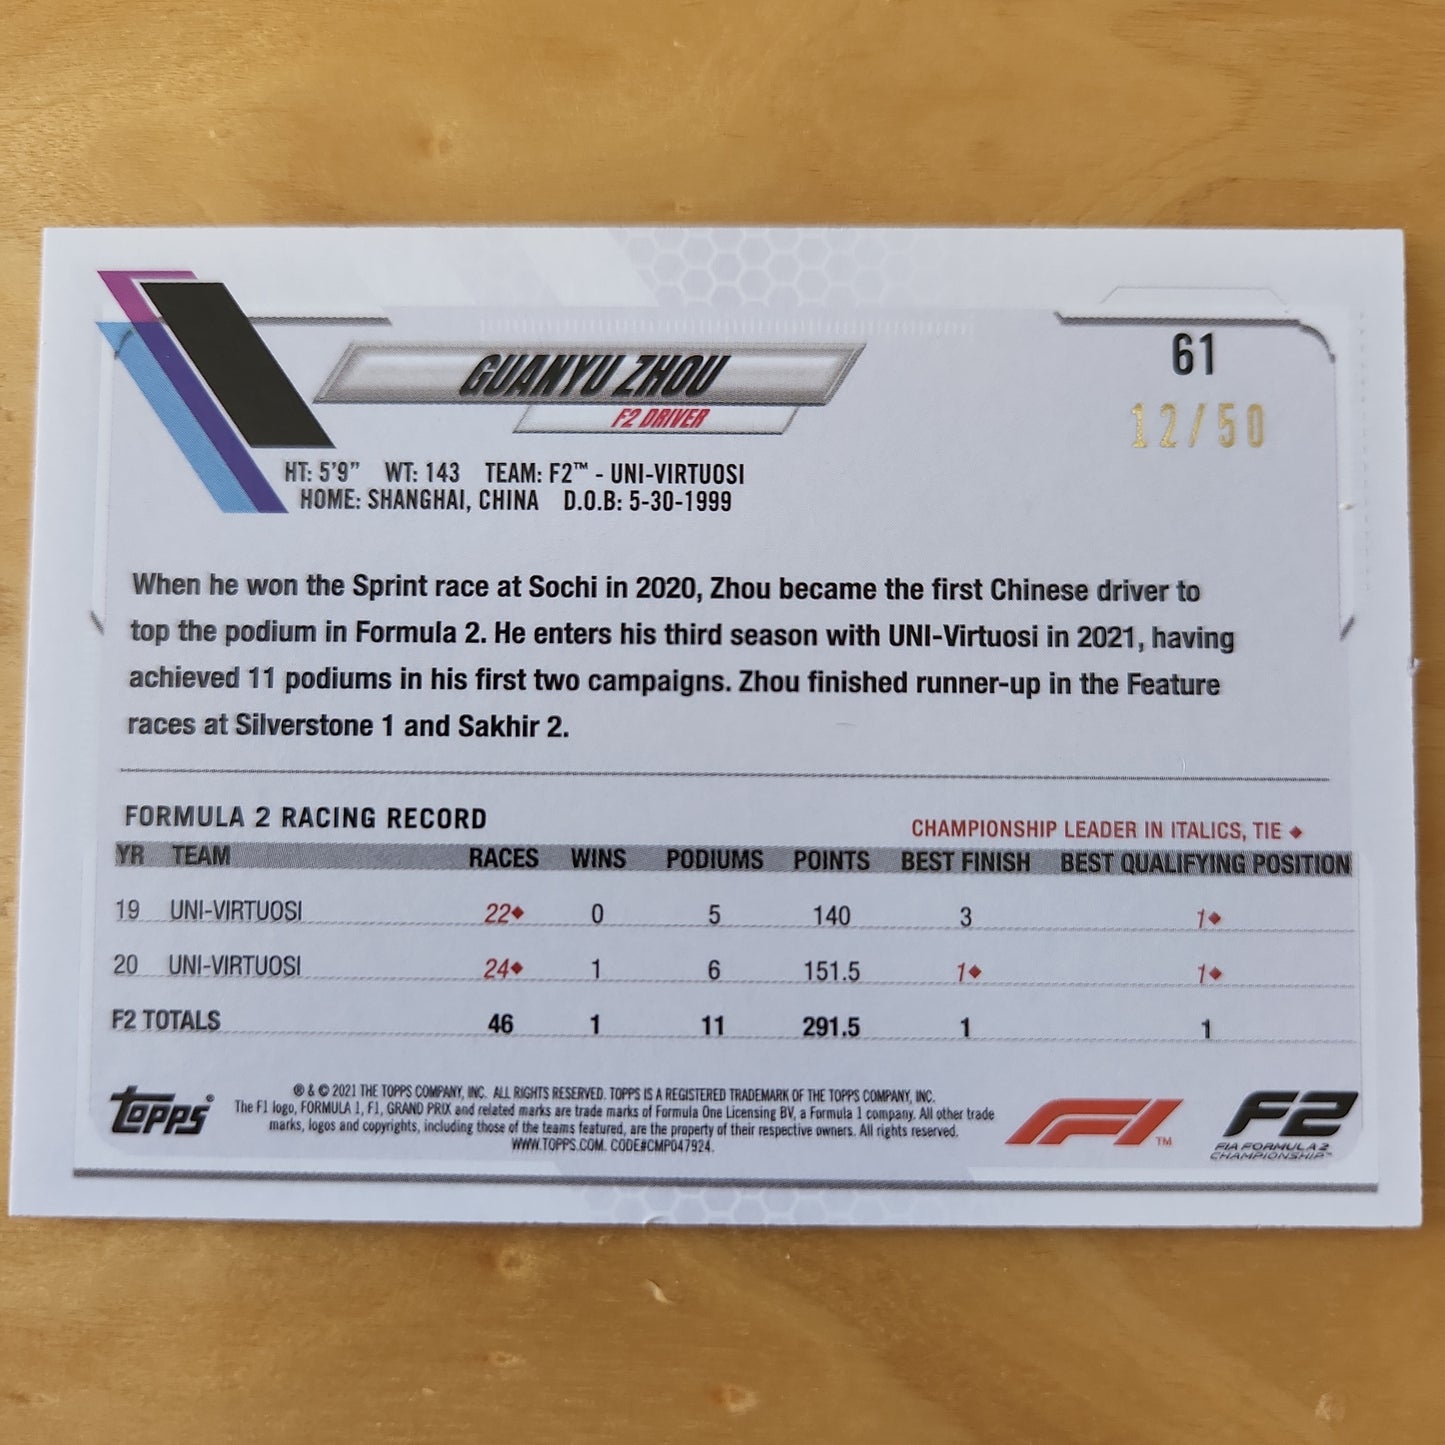 61
GUANYU ZHOU
12/50
F2 DRIVER
HT: 5'9" WT: 143 TEAM: F2™ - UNI-VIRTUOSI
HOME: SHANGHAI, CHINA D.O.B: 5-30-1999
When he won the Sprint race at Sochi in 2020, Zhou became the first Chinese driver to
top the podium in Formula 2. He enters his third season with UNI-Virtuosi in 2021, having
achieved 11 podiums in his first two campaigns. Zhou finished runner-up in the Feature
races at Silverstone 1 and Sakhir 2.
FORMULA 2 RACING RECORD
CHAMPIONSHIP LEADER IN ITALICS, TIE ♦
YR TEAM RACES WINS PODIUMS POINTS BEST FINISH BEST QUALIFYING POSITION
19 UNI-VIRTUOSI 22♦ 0 5 140 3 1♦
20 UNI-VIRTUOSI 24♦ 1 6 151.5 1♦ 1♦
F2 TOTALS 46 1 11 291.5 1 1
topps®
® & © 2021 THE TOPPS COMPANY, INC. ALL RIGHTS RESERVED. TOPPS IS A REGISTERED TRADEMARK OF THE TOPPS COMPANY, INC.
The F1 logo, FORMULA 1, F1, GRAND PRIX and related marks are trade marks of Formula One Licensing BV, a Formula 1 company. All other trade
marks, logos and copyrights, including those of the teams featured, are the property of their respective owners. All rights reserved.
WWW.TOPPS.COM. CODE#CMP047924.
F1™
F2
FIA FORMULA 2
CHAMPIONSHIP™